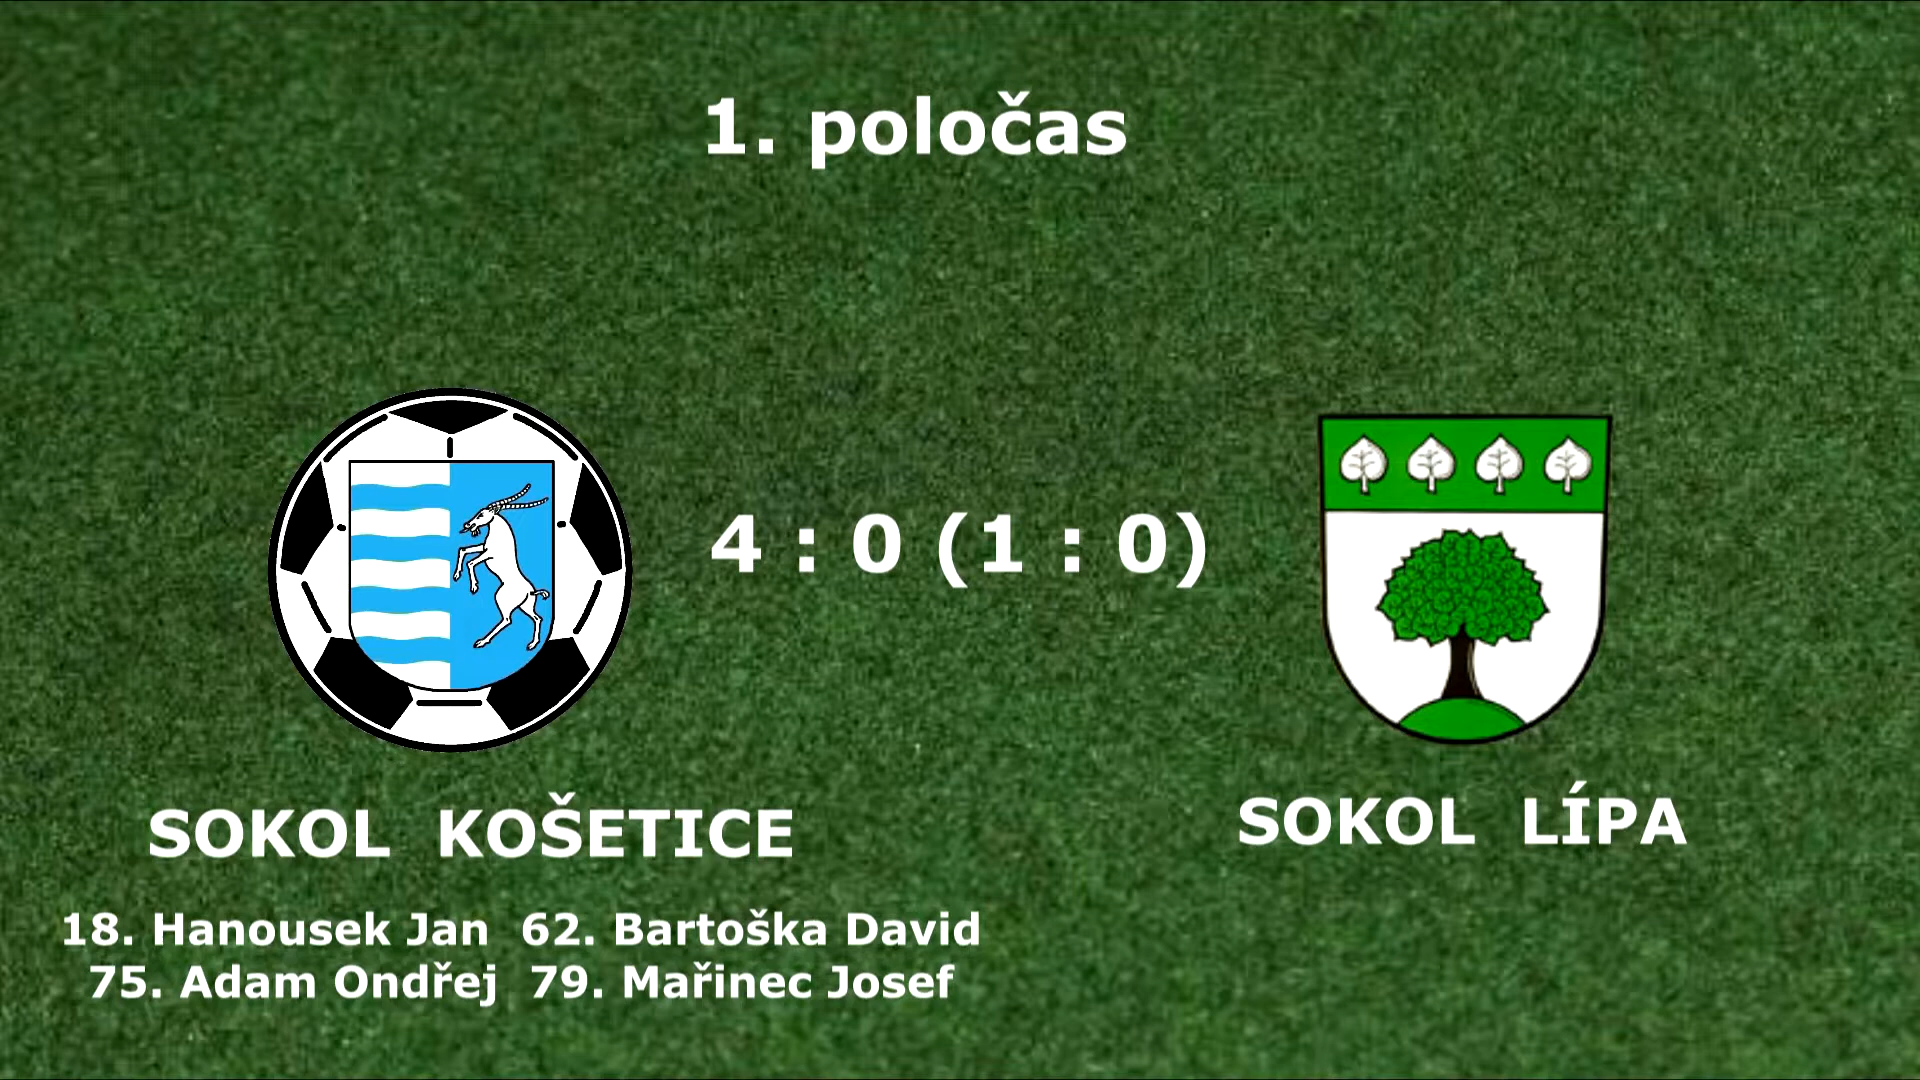 1. poločas
4 : 0 (1 : 0)
SOKOL KOŠETICE
SOKOL LÍPA
18. Hanousek Jan 62. Bartoška David
75. Adam Ondřej 79. Mařinec Josef